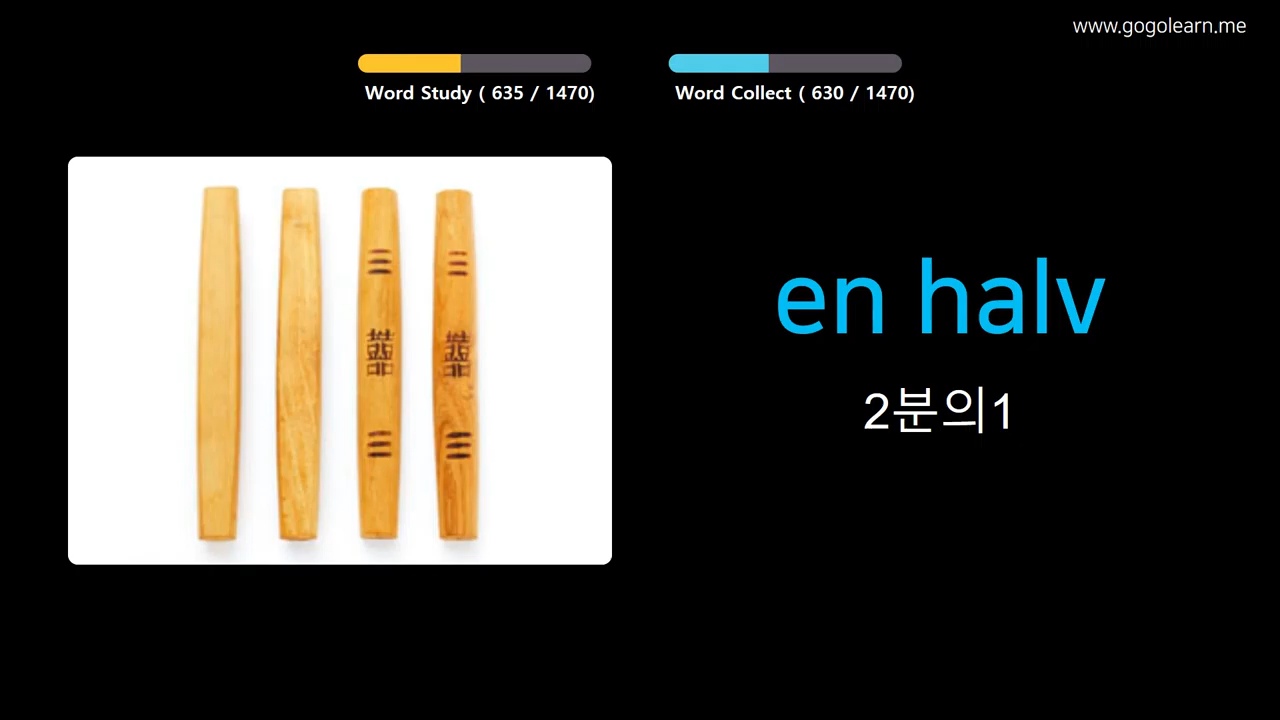 www.gogolearn.me
Word Study ( 635 / 1470)
Word Collect ( 630 / 1470)
en halv
2분의1